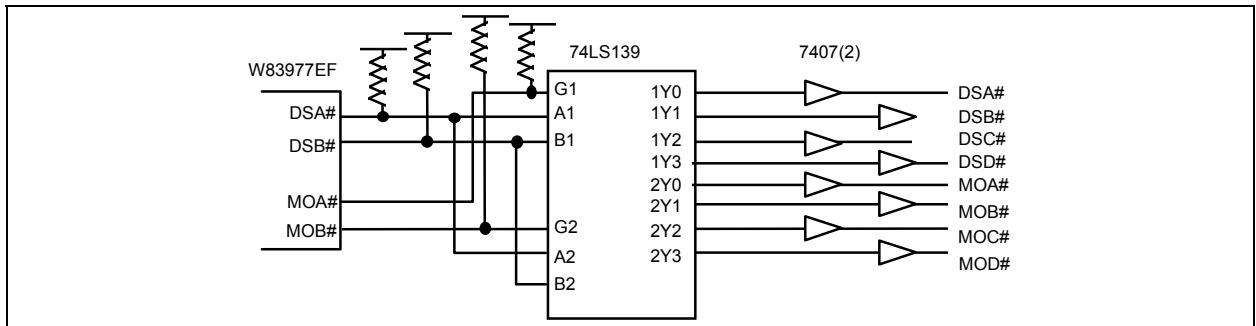 74LS139
7407(2)
W83977EF
DSA#
DSB#
MOA#
MOB#
G1
A1
B1
G2
A2
B2
1Y0
1Y1
1Y2
1Y3
2Y0
2Y1
2Y2
2Y3
DSA#
DSB#
DSC#
DSD#
MOA#
MOB#
MOC#
MOD#